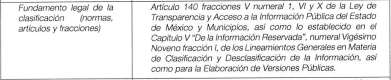 Fundamento legal de la
clasificación (normas,
artículos y fracciones)
Artículo 140 fracciones V numeral 1, VI y X de la Ley de
Transparencia y Acceso a la Información Pública del Estado
de México y Municipios, así como lo establecido en el
Capítulo V "De la Información Reservada", numeral Vigésimo
Noveno fracción I, de los Lineamientos Generales en Materia
de Clasificación y Desclasificación de la Información, así
como para la Elaboración de Versiones Públicas.